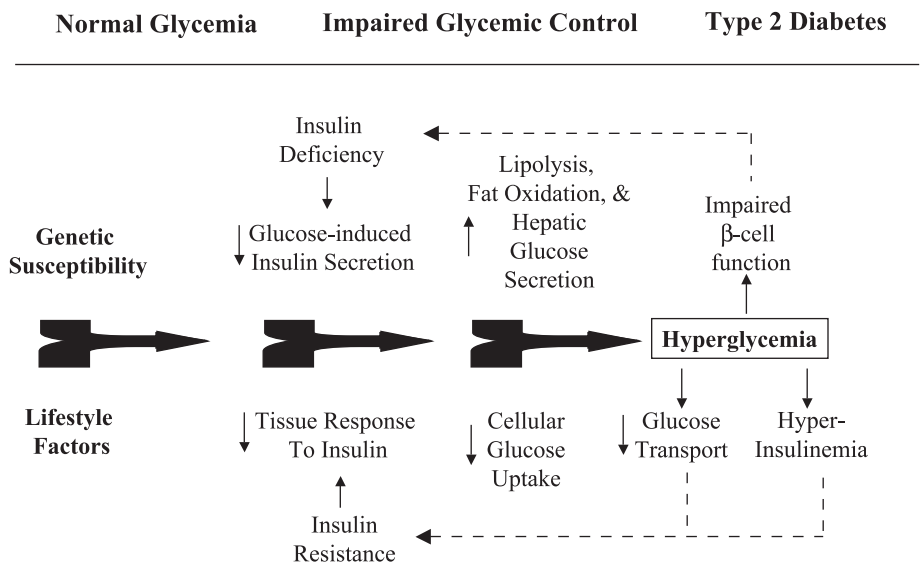 Normal Glycemia
Impaired Glycemic Control
Type 2 Diabetes
Insulin
Deficiency
Glucose-induced
Insulin Secretion
Lipolysis,
Fat Oxidation, &
Hepatic
Glucose
Secretion
Impaired
β-cell
function
Genetic
Susceptibility
Hyperglycemia
Lifestyle
Factors
Tissue Response
To Insulin
Cellular
Glucose
Uptake
Glucose
Transport
Hyper-
Insulinemia
Insulin
Resistance